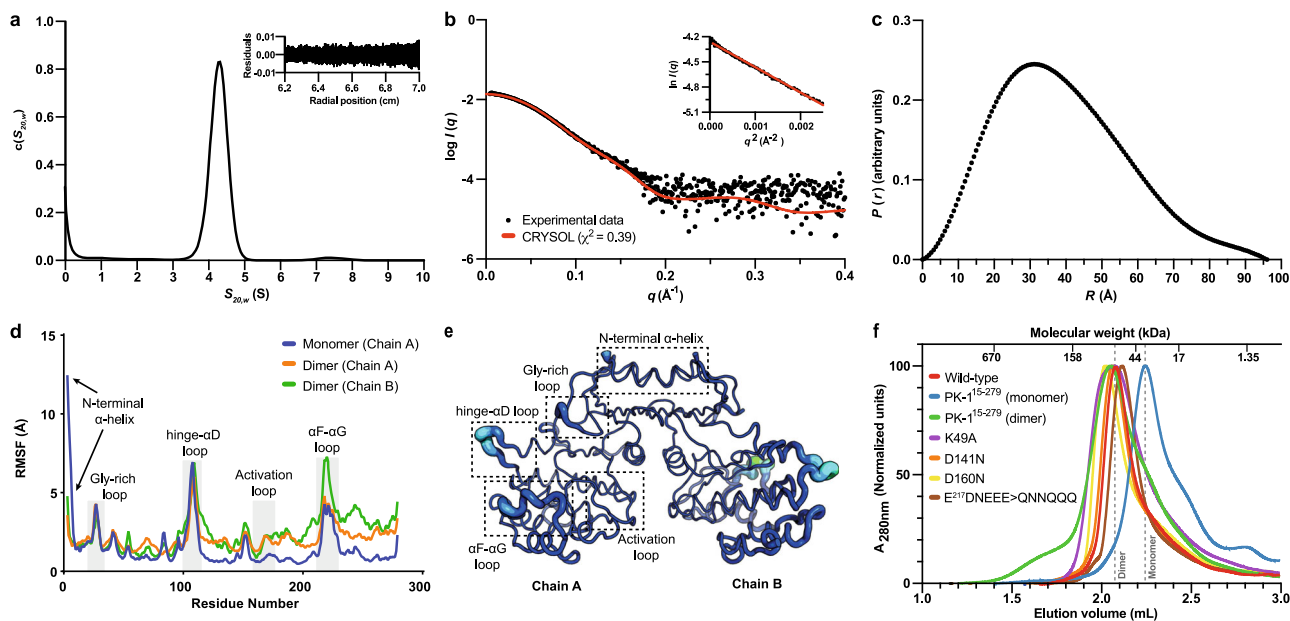 a
c(S20,w)
1.0
0.8
0.6
0.4
0.2
0.0
0 1 2 3 4 5 6 7 8 9 10
S20,w (S)
Residuals
0.01
0.00
-0.01
6.2 6.4 6.6 6.8 7.0
Radial position (cm)
b
log I (q)
0
-2
-4
-6
0.0 0.1 0.2 0.3 0.4
q (Å-1)
Experimental data
CRYSOL (χ2 = 0.39)
ln I (q)
-4.2
-4.5
-4.8
-5.1
0.000 0.001 0.002
q 2 (Å-2)
c
P (r) (arbitrary units)
0.3
0.2
0.1
0.0
0 10 20 30 40 50 60 70 80 90 100
R (Å)
d
RMSF (Å)
15
10
5
0
0 100 200 300
Residue Number
Monomer (Chain A)
Dimer (Chain A)
Dimer (Chain B)
N-terminal
α-helix
Gly-rich
loop
hinge-αD
loop
Activation
loop
αF-αG
loop
e
N-terminal α-helix
Gly-rich
loop
hinge-αD loop
αF-αG
loop
Activation
loop
Chain A
Chain B
f
Molecular weight (kDa)
670 158 44 17 1.35
A280nm (Normalized units)
100
50
0
Wild-type
PK-115-279 (monomer)
PK-115-279 (dimer)
K49A
D141N
D160N
E217DNEEE>QNNQQQ
Dimer
Monomer
1.0 1.5 2.0 2.1 2.6 3.0
Elution volume (mL)